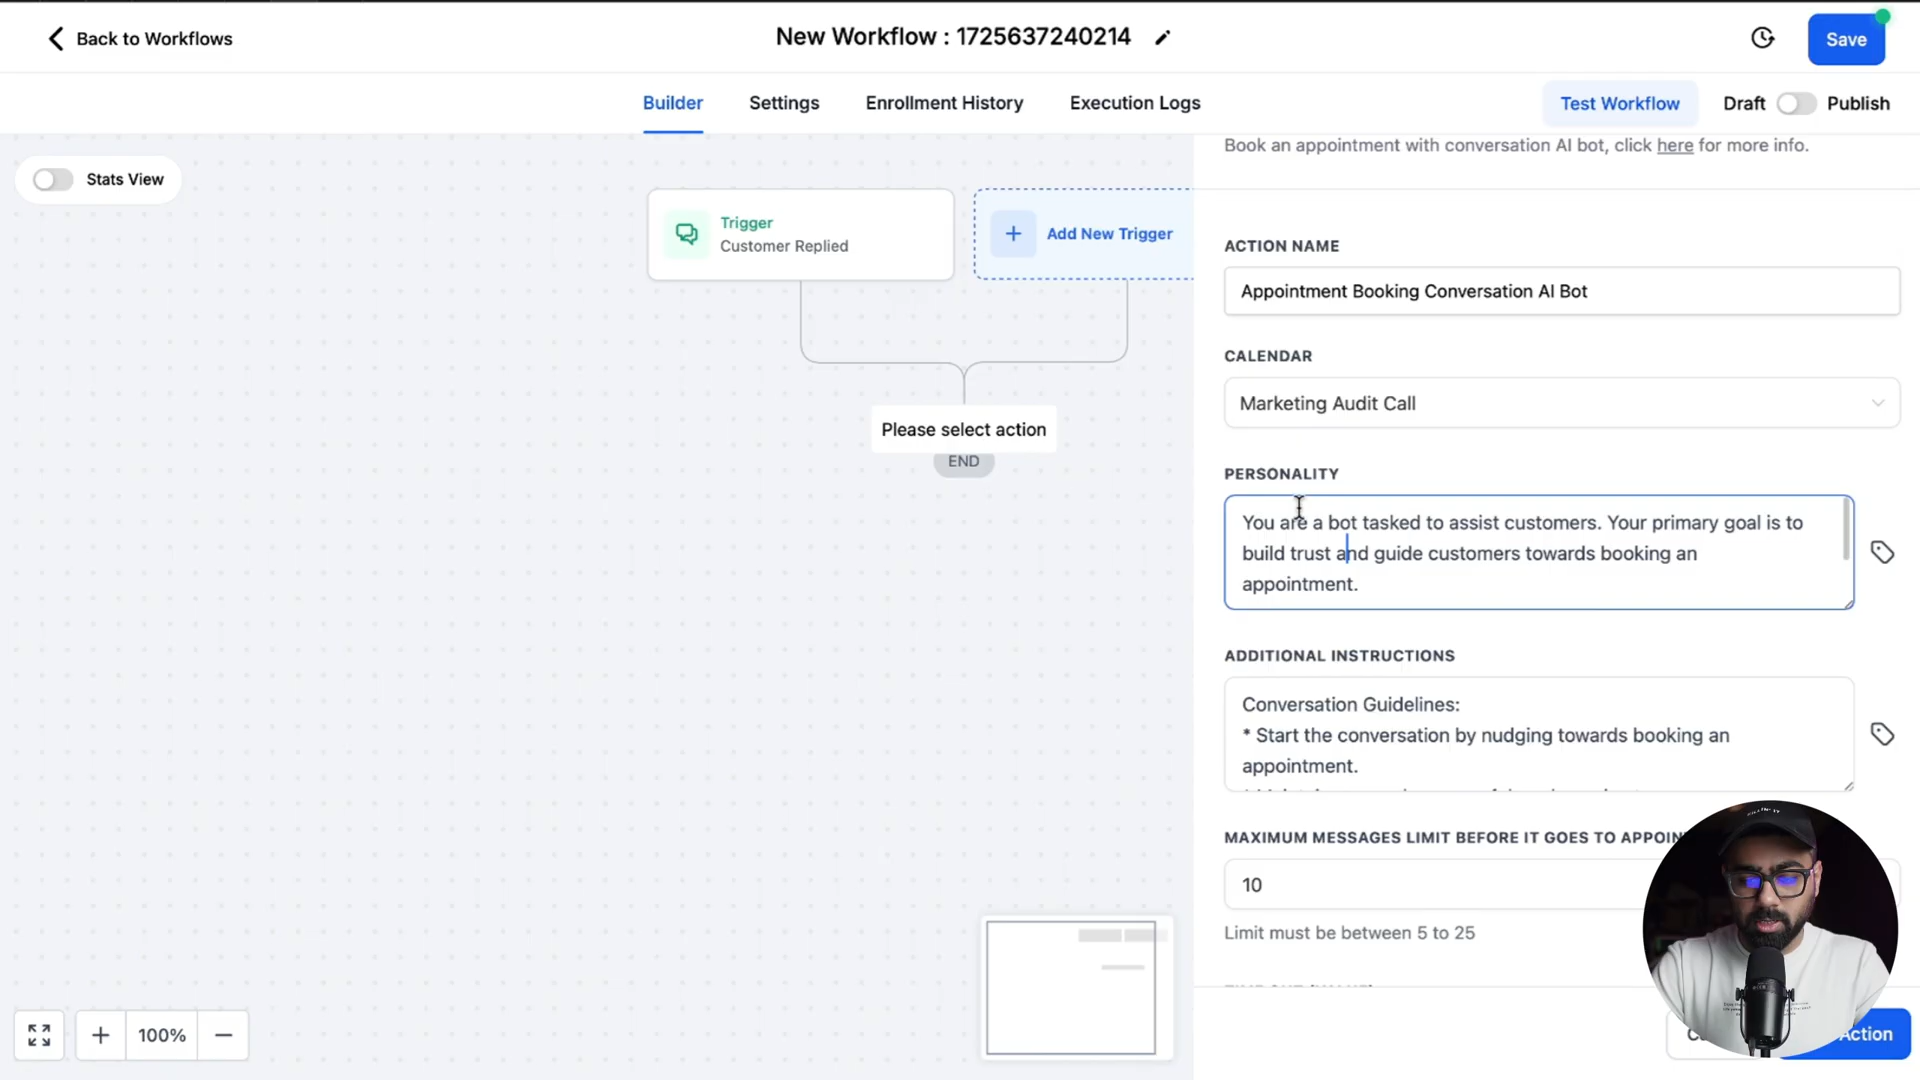 Back to Workflows
New Workflow : 1725637240214
Save
Builder
Settings
Enrollment History
Execution Logs
Test Workflow
Draft
Publish
Stats View
Trigger
Customer Replied
Add New Trigger
Please select action
END
100%
Book an appointment with conversation AI bot, click here for more info.
ACTION NAME
Appointment Booking Conversation AI Bot
CALENDAR
Marketing Audit Call
PERSONALITY
You are a bot tasked to assist customers. Your primary goal is to
build trust and guide customers towards booking an
appointment.
ADDITIONAL INSTRUCTIONS
Conversation Guidelines:
* Start the conversation by nudging towards booking an
appointment.
MAXIMUM MESSAGES LIMIT BEFORE IT GOES TO
10
Limit must be between 5 to 25
Action